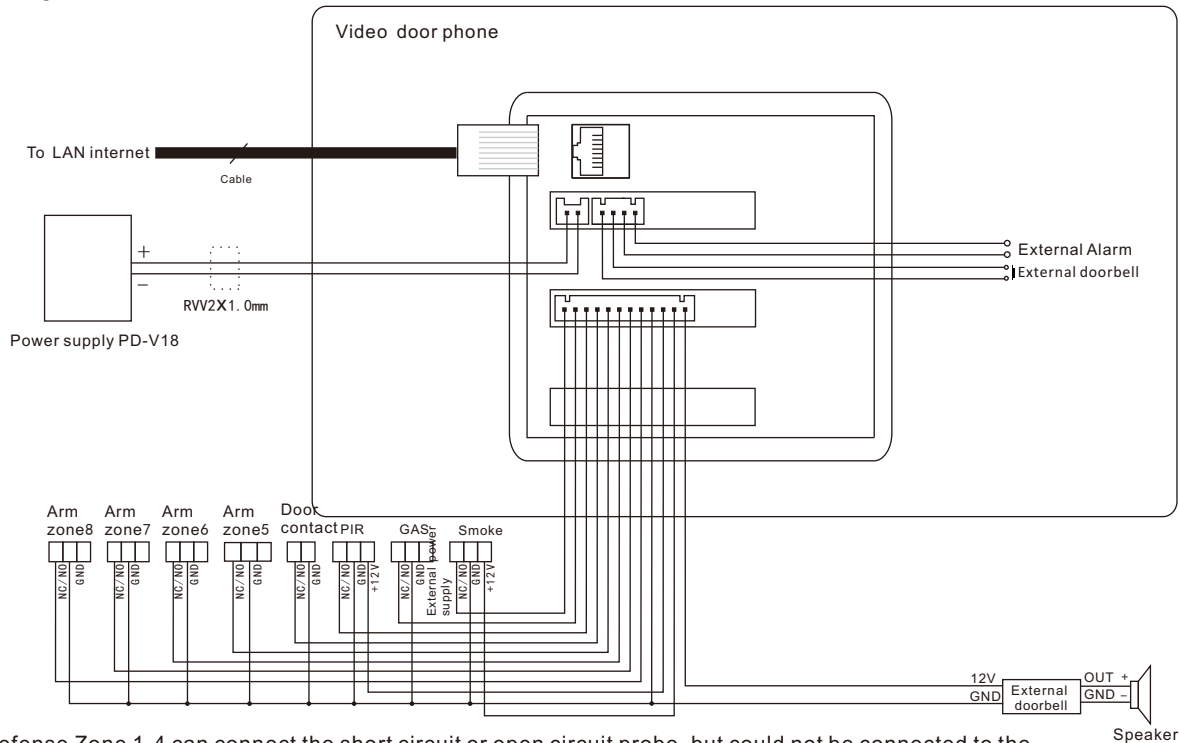 Video door phone
To LAN internet
Cable
+
−
RVV2X1.0mm
Power supply PD-V18
External Alarm
External doorbell
Arm zone8
Arm zone7
Arm zone6
Arm zone5
Door contact
PIR
GAS
Smoke
NC/NO
GND
NC/NO
GND
NC/NO
GND
NC/NO
GND
NC/NO
GND
NC/NO
GND
+12V
NC/NO
GND
External power supply
NC/NO
GND
+12V
12V
GND
External doorbell
OUT +
GND −
Speaker
Zone 1-4 can connect the short circuit or open circuit probe, but could not be connected to the